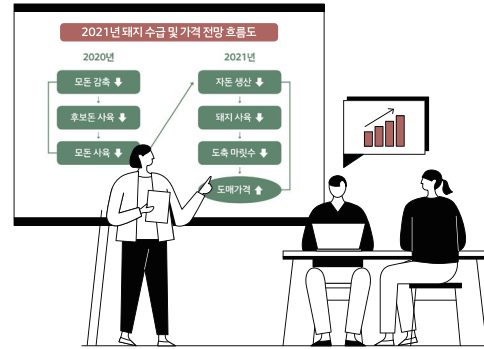 2021년 돼지 수급 및 가격 전망 흐름도
2020년
모돈 감축
후보돈 사육
모돈 사육
2021년
자돈 생산
돼지 사육
도축 마릿수
도매가격